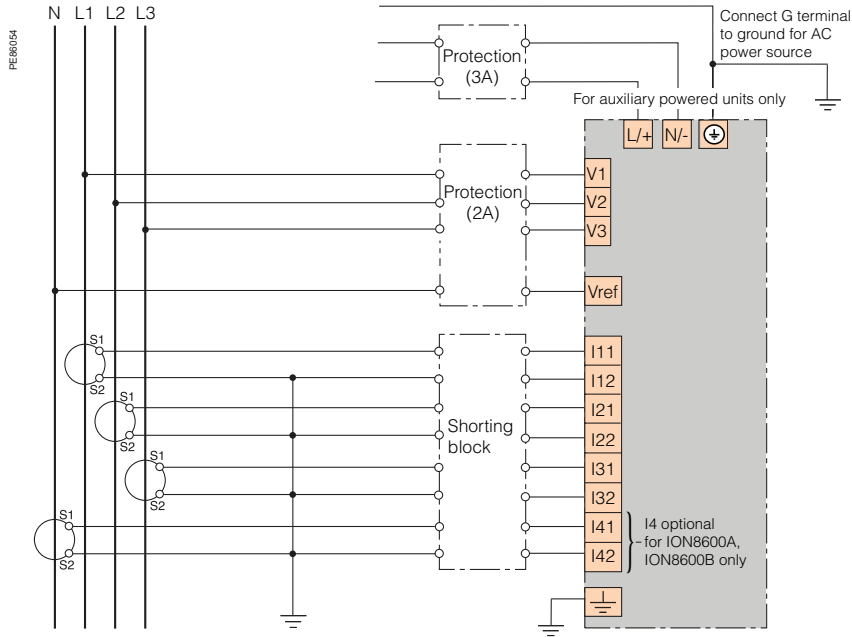 PE86054
N L1 L2 L3
Connect G terminal
to ground for AC
power source
Protection
(3A)
For auxiliary powered units only
L/+ N/-
Protection
(2A)
V1
V2
V3
Vref
S1
S2
S1
S2
S1
S2
S1
S2
Shorting
block
I11
I12
I21
I22
I31
I32
I41
I42
I4 optional
for ION8600A,
ION8600B only